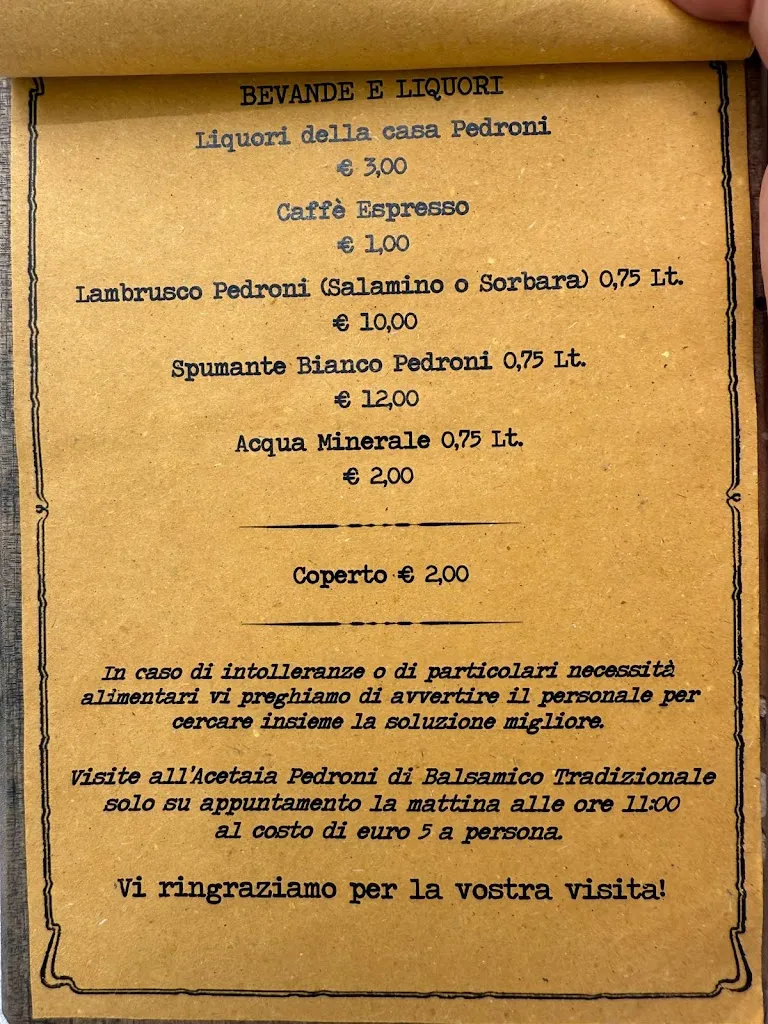 BEVANDE E LIQUORI
Liquori della casa Pedroni
€ 3,00
Caffè Espresso
€ 1,00
Lambrusco Pedroni (Salamino o Sorbara) 0,75 Lt.
€ 10,00
Spumante Bianco Pedroni 0,75 Lt.
€ 12,00
Acqua Minerale 0,75 Lt.
€ 2,00
Coperto € 2,00
In caso di intolleranze o di particolari necessità
alimentari vi preghiamo di avvertire il personale per
cercare insieme la soluzione migliore.
Visite all'Acetaia Pedroni di Balsamico Tradizionale
solo su appuntamento la mattina alle ore 11:00
al costo di euro 5 a persona.
Vi ringraziamo per la vostra visita!